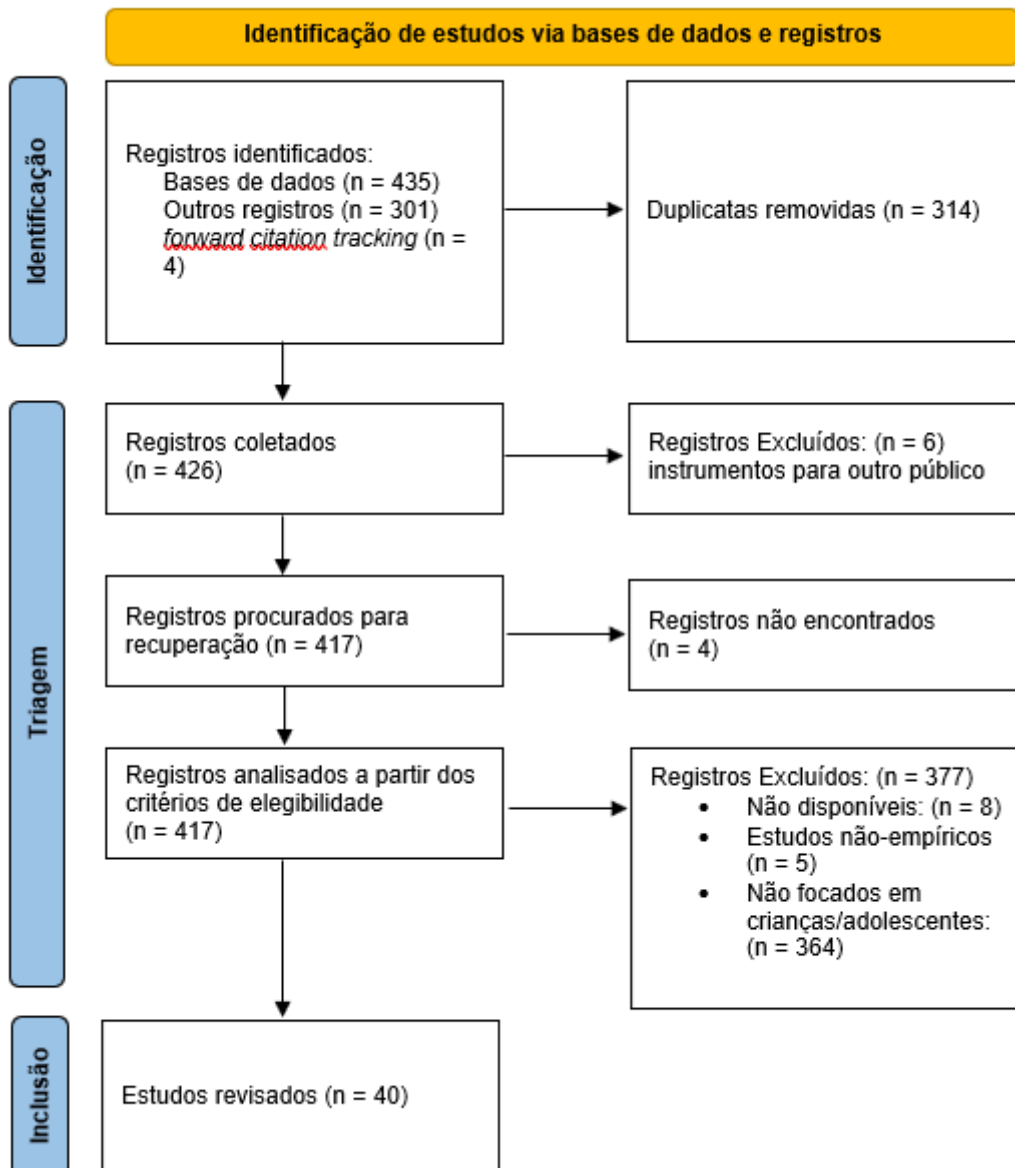 Identificação de estudos via bases de dados e registros
Identificação
Registros identificados:
Bases de dados (n = 435)
Outros registros (n = 301)
forward citation tracking (n =
4)
Duplicatas removidas (n = 314)
Triagem
Registros coletados
(n = 426)
Registros Excluídos: (n = 6)
instrumentos para outro público
Registros procurados para
recuperação (n = 417)
Registros não encontrados
(n = 4)
Registros analisados a partir dos
critérios de elegibilidade
(n = 417)
Registros Excluídos: (n = 377)
• Não disponíveis: (n = 8)
• Estudos não-empíricos
(n = 5)
• Não focados em
crianças/adolescentes:
(n = 364)
Inclusão
Estudos revisados (n = 40)